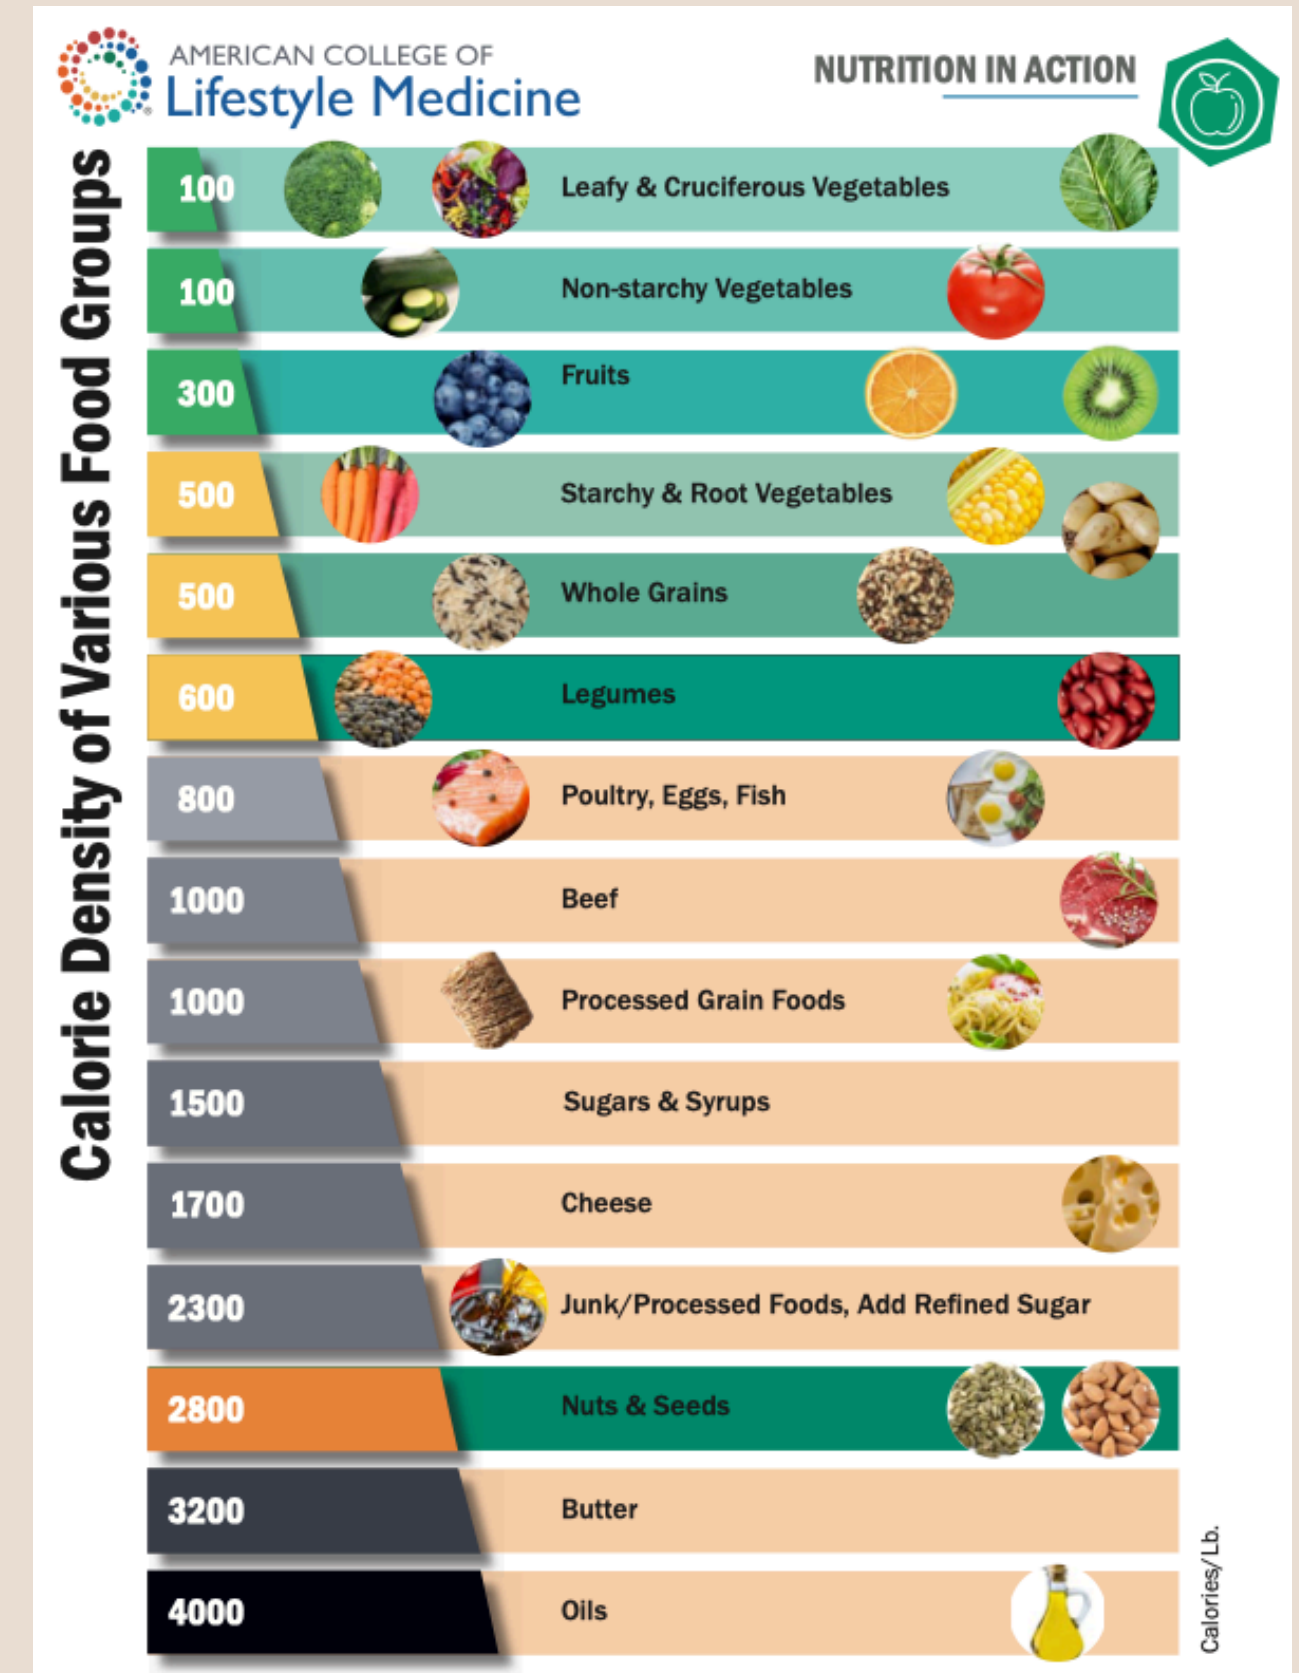 AMERICAN COLLEGE OF
Lifestyle Medicine
NUTRITION IN ACTION
Calorie Density of Various Food Groups
100 Leafy & Cruciferous Vegetables
100 Non-starchy Vegetables
300 Fruits
500 Starchy & Root Vegetables
500 Whole Grains
600 Legumes
800 Poultry, Eggs, Fish
1000 Beef
1000 Processed Grain Foods
1500 Sugars & Syrups
1700 Cheese
2300 Junk/Processed Foods, Add Refined Sugar
2800 Nuts & Seeds
3200 Butter
4000 Oils
Calories/Lb.